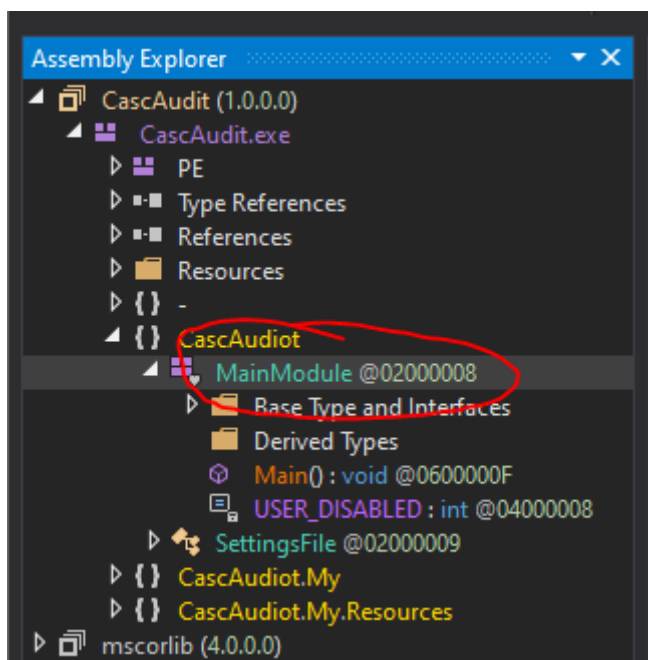 Assembly Explorer
CascAudit (1.0.0.0)
CascAudit.exe
PE
Type References
References
Resources
{ } -
{ } CascAudiot
MainModule @02000008
Base Type and Interfaces
Derived Types
Main() : void @0600000F
USER_DISABLED : int @04000008
SettingsFile @02000009
{ } CascAudiot.My
{ } CascAudiot.My.Resources
mscorlib (4.0.0.0)